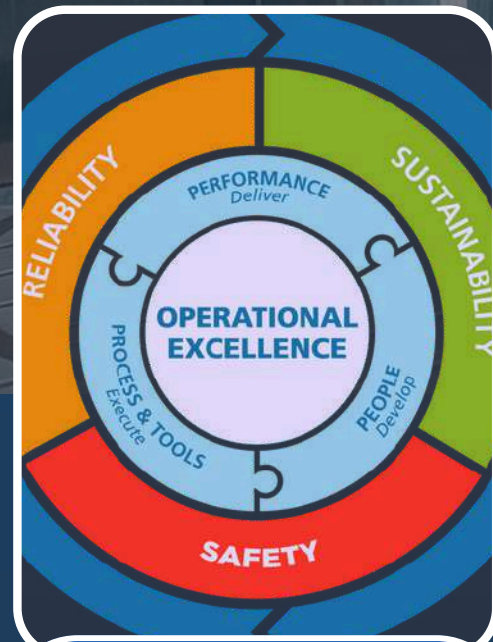 RELIABILITY
SUSTAINABILITY
PERFORMANCE
Deliver
OPERATIONAL
EXCELLENCE
PROCESS & TOOLS
Execute
PEOPLE
Develop
SAFETY